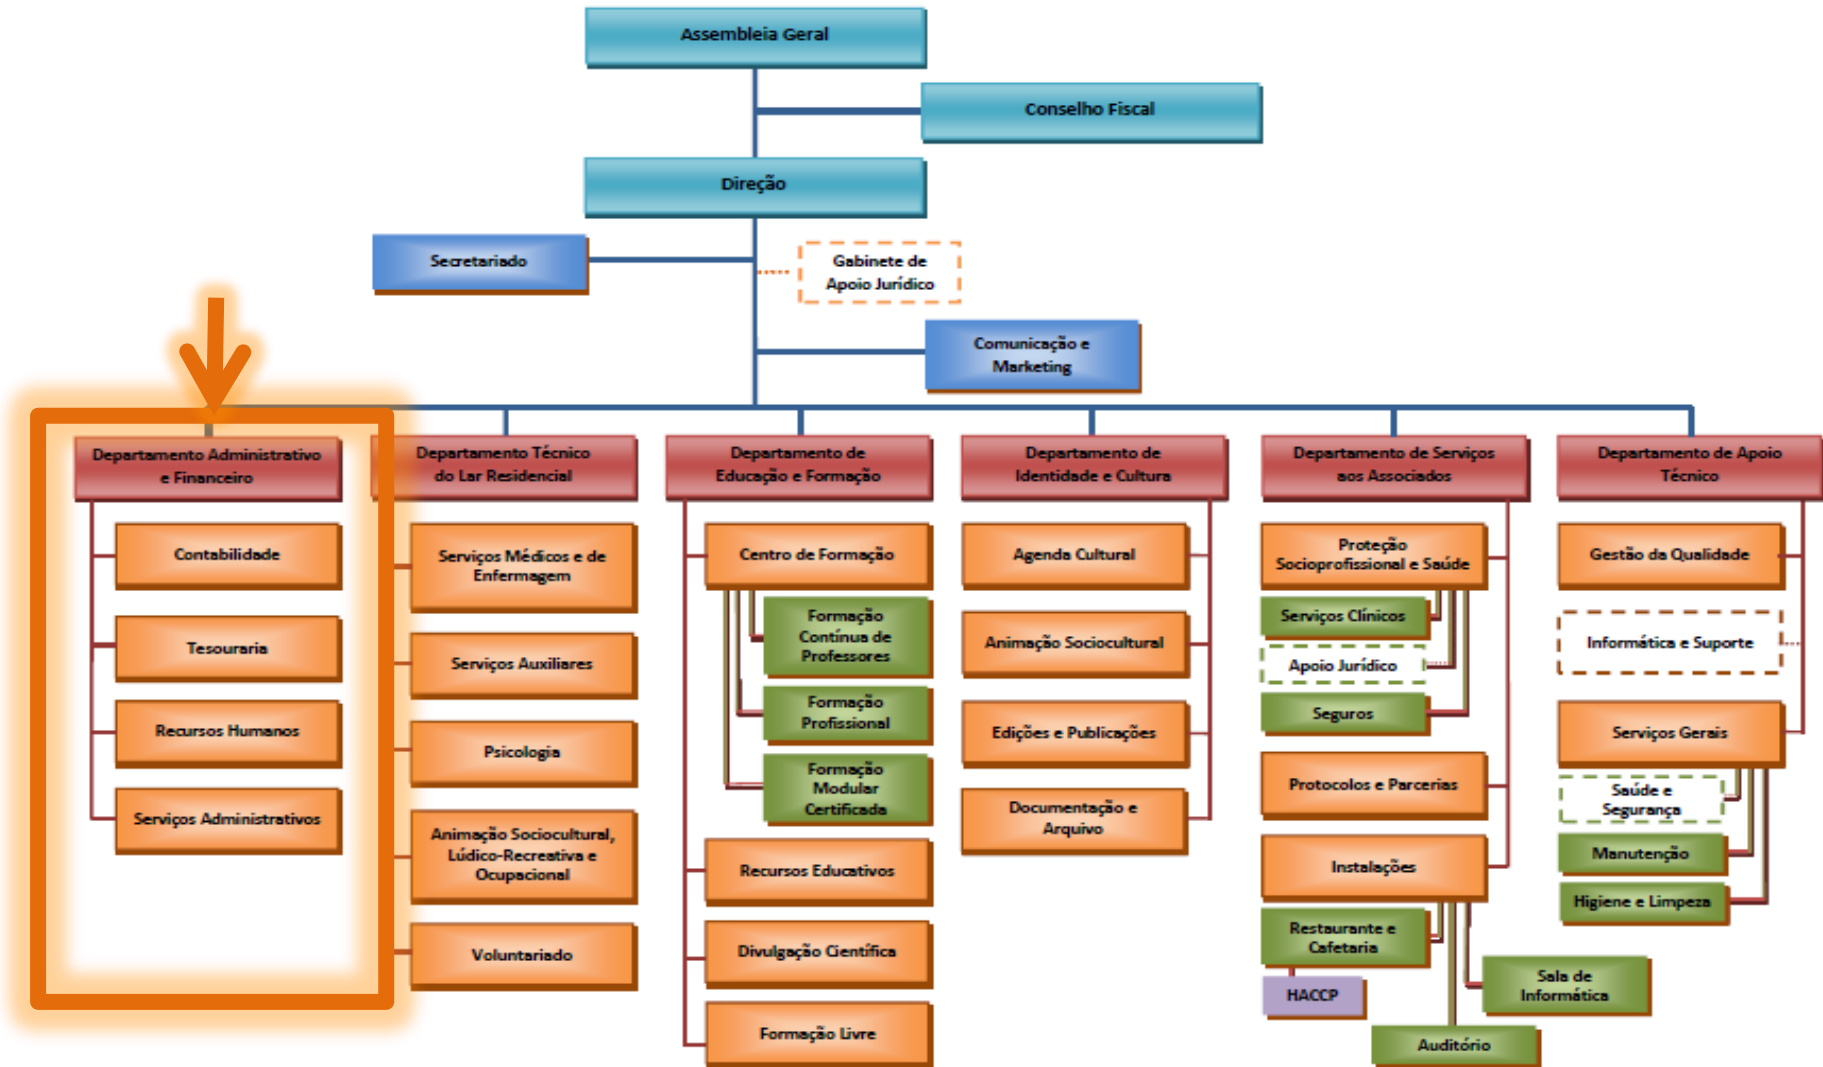 Assembleia Geral
Conselho Fiscal
Direção
Secretariado
Gabinete de
Apoio Jurídico
Comunicação e
Marketing
Departamento Administrativo
e Financeiro
Contabilidade
Tesouraria
Recursos Humanos
Serviços Administrativos
Departamento Técnico
do Lar Residencial
Serviços Médicos e de
Enfermagem
Serviços Auxiliares
Psicologia
Animação Sociocultural,
Lúdico-Recreativa e
Ocupacional
Voluntariado
Departamento de
Educação e Formação
Centro de Formação
Formação
Contínua de
Professores
Formação
Profissional
Formação
Modular
Certificada
Recursos Educativos
Divulgação Científica
Formação Livre
Departamento de
Identidade e Cultura
Agenda Cultural
Animação Sociocultural
Edições e Publicações
Documentação e
Arquivo
Departamento de Serviços
aos Associados
Proteção
Socioprofissional e Saúde
Serviços Clínicos
Apoio Jurídico
Seguros
Protocolos e Parcerias
Instalações
Restaurante e
Cafetaria
HACCP
Sala de
Informática
Auditório
Departamento de Apoio
Técnico
Gestão da Qualidade
Informática e Suporte
Serviços Gerais
Saúde e
Segurança
Manutenção
Higiene e Limpeza